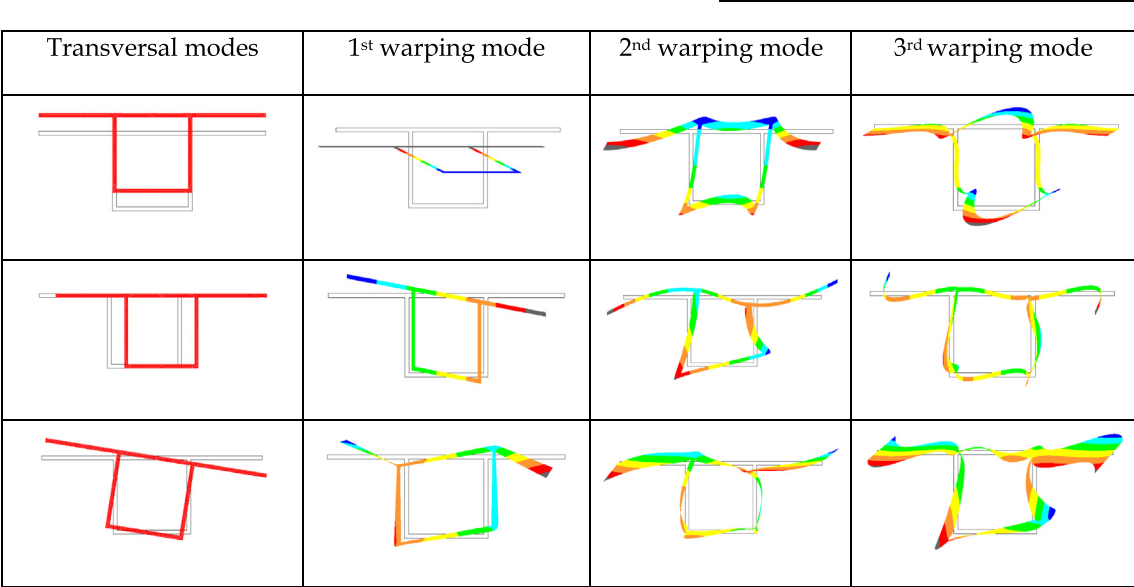 Transversal modes
1st warping mode
2nd warping mode
3rd warping mode